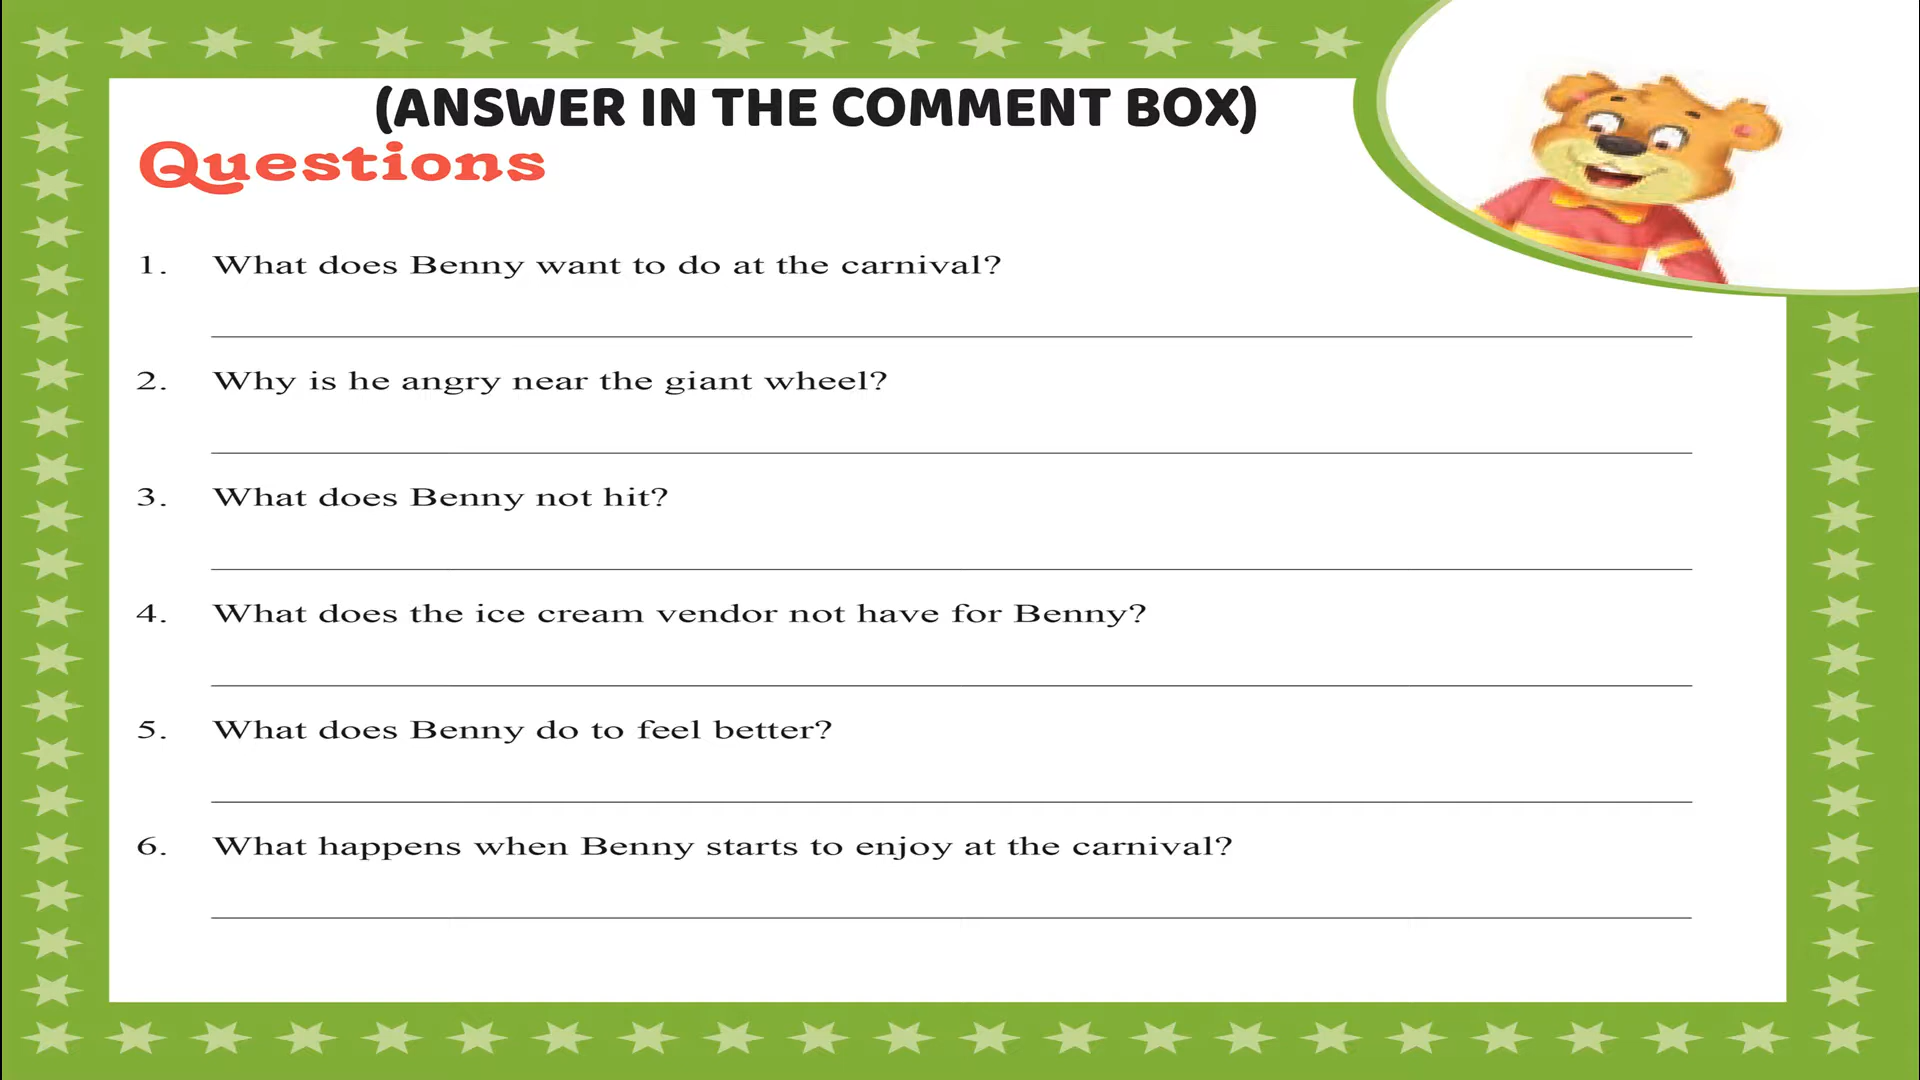 (ANSWER IN THE COMMENT BOX)
Questions
1. What does Benny want to do at the carnival?
2. Why is he angry near the giant wheel?
3. What does Benny not hit?
4. What does the ice cream vendor not have for Benny?
5. What does Benny do to feel better?
6. What happens when Benny starts to enjoy at the carnival?